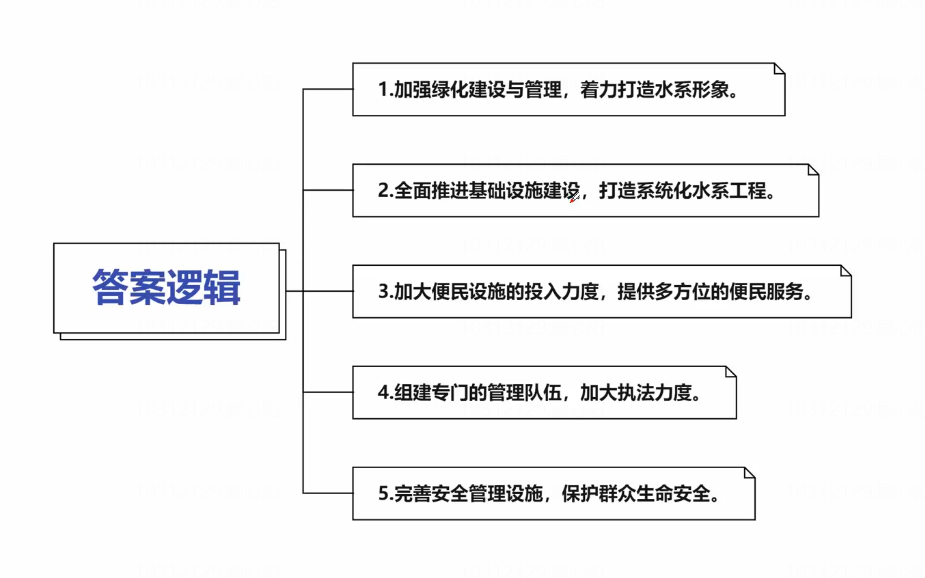 1.加强绿化建设与管理，着力打造水系形象。
2.全面推进基础设施建设，打造系统化水系工程。
答案逻辑
3.加大便民设施的投入力度，提供多方位的便民服务。
4.组建专门的管理队伍，加大执法力度。
5.完善安全管理设施，保护群众生命安全。